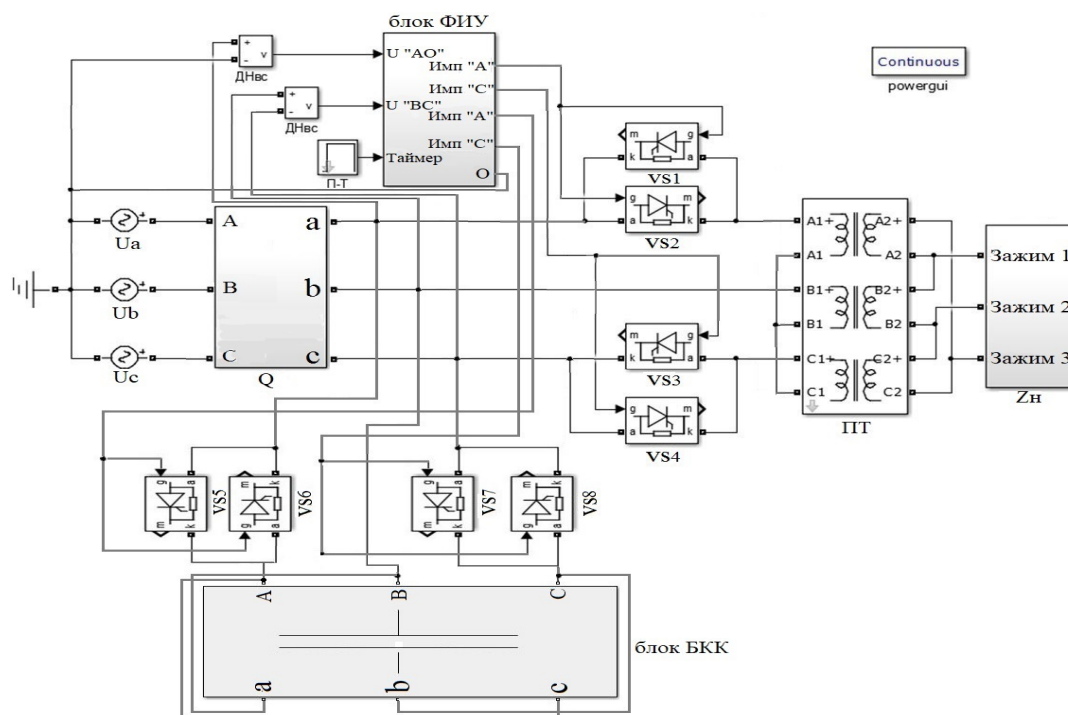 блок ФИУ
+
-
v
ДНвс
U "АО"
Имп "А"
Имп "С"
+
-
v
ДНвс
U "ВС"
Имп "А"
Имп "С"
П-Т
Таймер
О
Continuous
powergui
m
g
k
a
VS1
g
m
a
k
VS2
Ua
A
a
Ub
B
b
Uc
C
c
Q
m
g
k
a
VS3
g
m
a
k
VS4
A1+
A2+
A1
A2
B1+
B2+
B1
B2
C1+
C2+
C1
C2
ПТ
Зажим 1
Зажим 2
Зажим 3
Zн
g
a
m
k
VS5
m
k
g
a
VS6
g
a
m
k
VS7
m
k
g
a
VS8
A
B
C
блок БКК
a
b
c